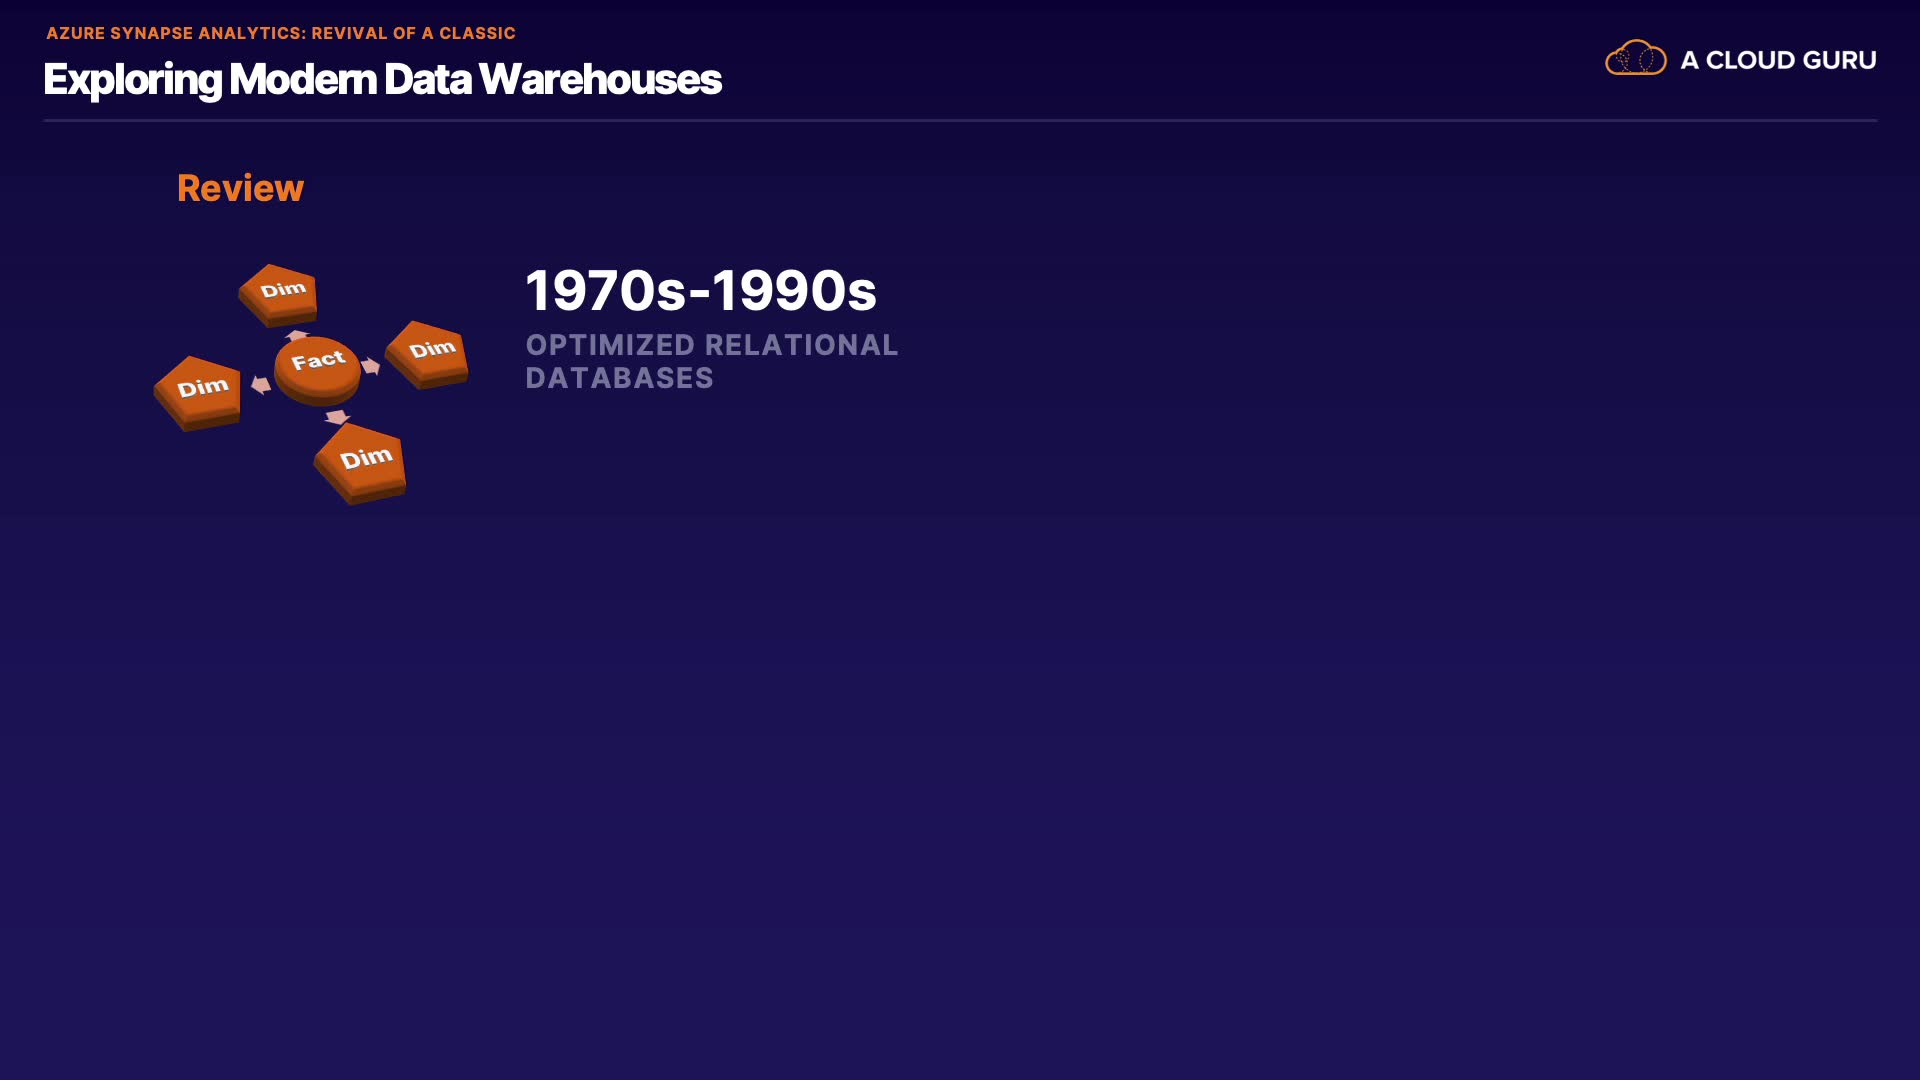 AZURE SYNAPSE ANALYTICS: REVIVAL OF A CLASSIC
Exploring Modern Data Warehouses
A CLOUD GURU
Review
Dim
Fact
Dim
Dim
Dim
1970s-1990s
OPTIMIZED RELATIONAL
DATABASES